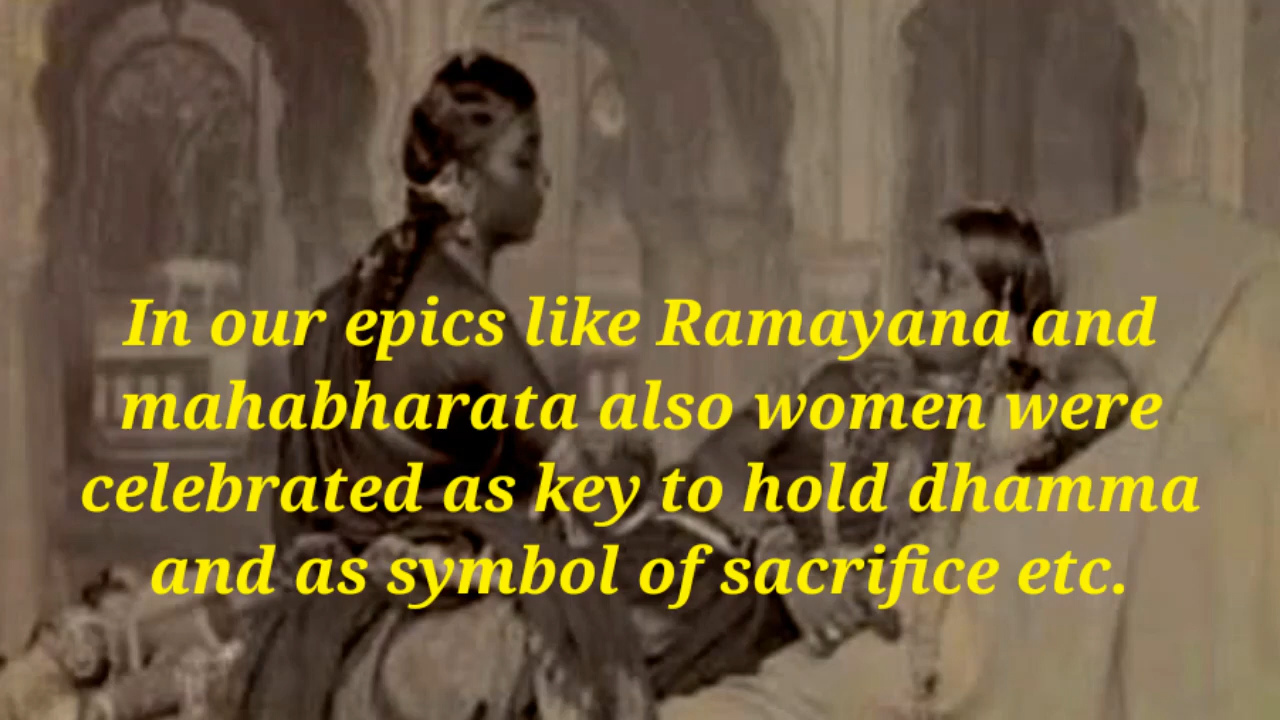 In our epics like Ramayana and
mahabharata also women were
celebrated as key to hold dhamma
and as symbol of sacrifice etc.